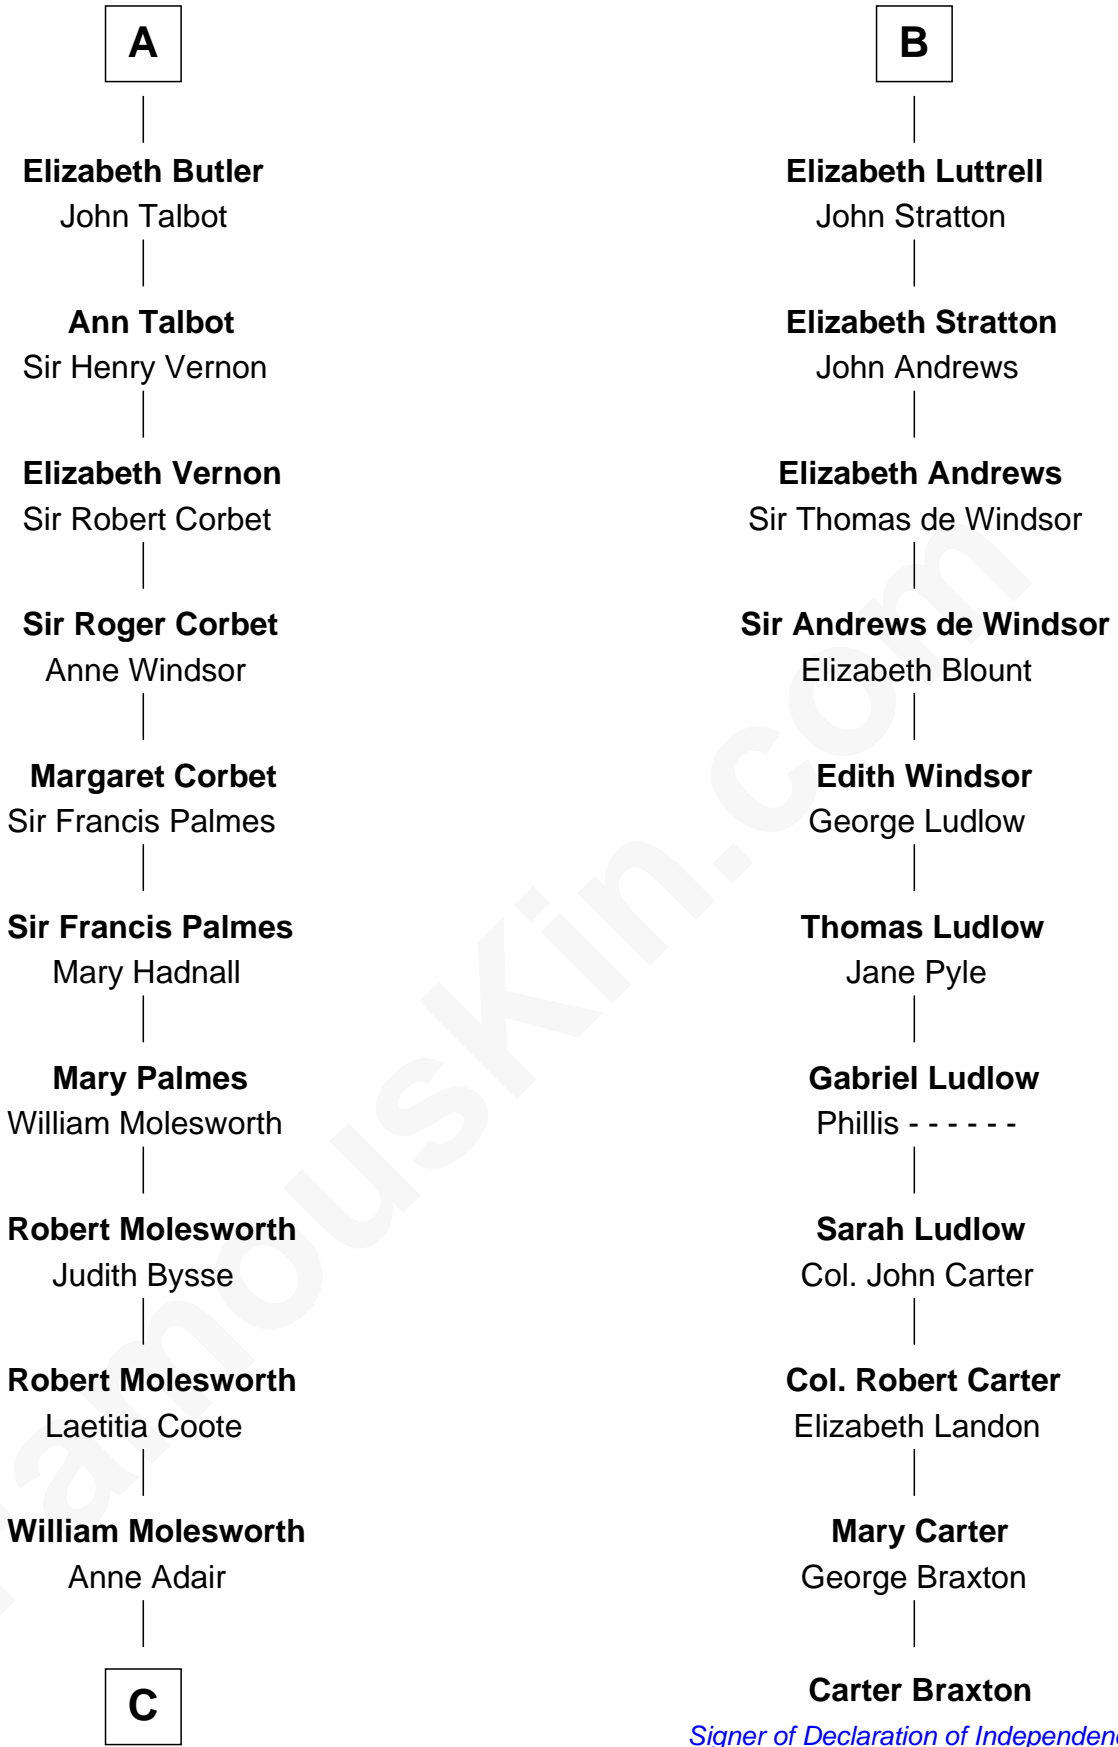 A
Elizabeth Butler
John Talbot
Ann Talbot
Sir Henry Vernon
Elizabeth Vernon
Sir Robert Corbet
Sir Roger Corbet
Anne Windsor
Margaret Corbet
Sir Francis Palmes
Sir Francis Palmes
Mary Hadnall
Mary Palmes
William Molesworth
Robert Molesworth
Judith Bysse
Robert Molesworth
Laetitia Coote
William Molesworth
Anne Adair
C
B
Elizabeth Luttrell
John Stratton
Elizabeth Stratton
John Andrews
Elizabeth Andrews
Sir Thomas de Windsor
Sir Andrews de Windsor
Elizabeth Blount
Edith Windsor
George Ludlow
Thomas Ludlow
Jane Pyle
Gabriel Ludlow
Phillis - - - - - -
Sarah Ludlow
Col. John Carter
Col. Robert Carter
Elizabeth Landon
Mary Carter
George Braxton
Carter Braxton
Signer of Declaration of Independenc
FamousKin.com